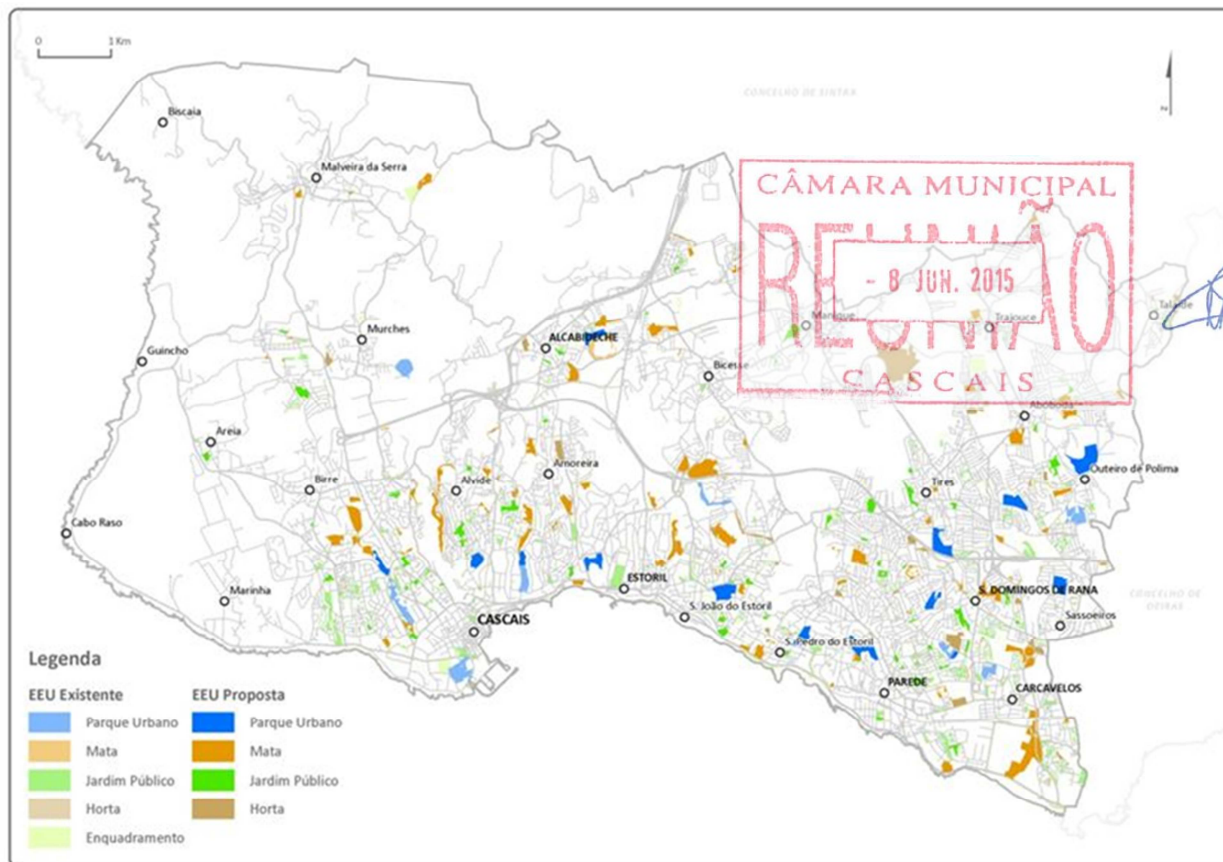 0 1 Km
CONCELHO DE SINTRA
N
Biscaia
Malveira da Serra
CÂMARA MUNICIPAL
REUNIÃO
- 8 JUN. 2015
CASCAIS
Talaíde
Manique
Trajouce
Murches
ALCABIDECHE
Guincho
Bicesse
Abóboda
Areia
Amoreira
Outeiro de Polima
Birre
Alvide
Tires
Cabo Raso
ESTORIL
Marinha
S. DOMINGOS DE RANA
CONCELHO DE OEIRAS
S. João do Estoril
Sassoeiros
CASCAIS
S. Pedro do Estoril
PAREDE
CARCAVELOS
Legenda
EEU Existente
Parque Urbano
Mata
Jardim Público
Horta
Enquadramento
EEU Proposta
Parque Urbano
Mata
Jardim Público
Horta